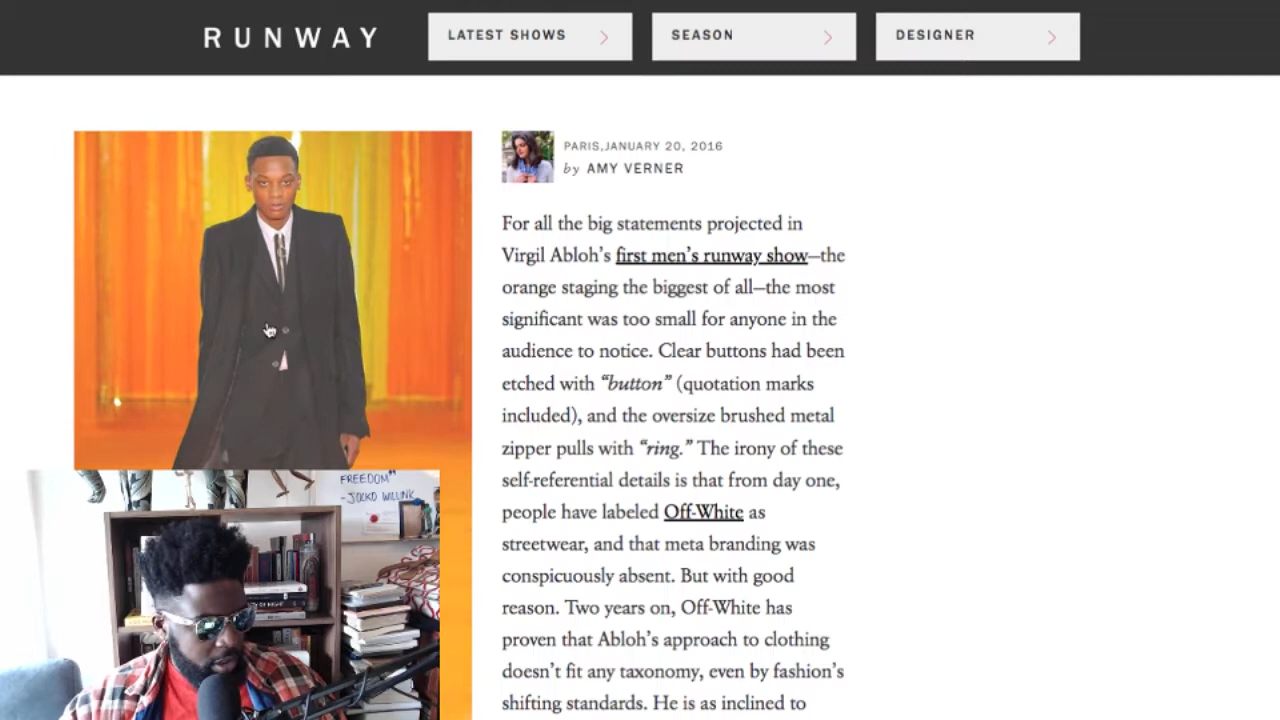 RUNWAY
LATEST SHOWS
SEASON
DESIGNER
PARIS,JANUARY 20, 2016
by AMY VERNER
For all the big statements projected in
Virgil Abloh’s first men’s runway show—the
orange staging the biggest of all—the most
significant was too small for anyone in the
audience to notice. Clear buttons had been
etched with “button” (quotation marks
included), and the oversize brushed metal
zipper pulls with “ring.” The irony of these
self-referential details is that from day one,
people have labeled Off-White as
streetwear, and that meta branding was
conspicuously absent. But with good
reason. Two years on, Off-White has
proven that Abloh’s approach to clothing
doesn’t fit any taxonomy, even by fashion’s
shifting standards. He is as inclined to
FREEDOM"
-JOCKO WILLINK